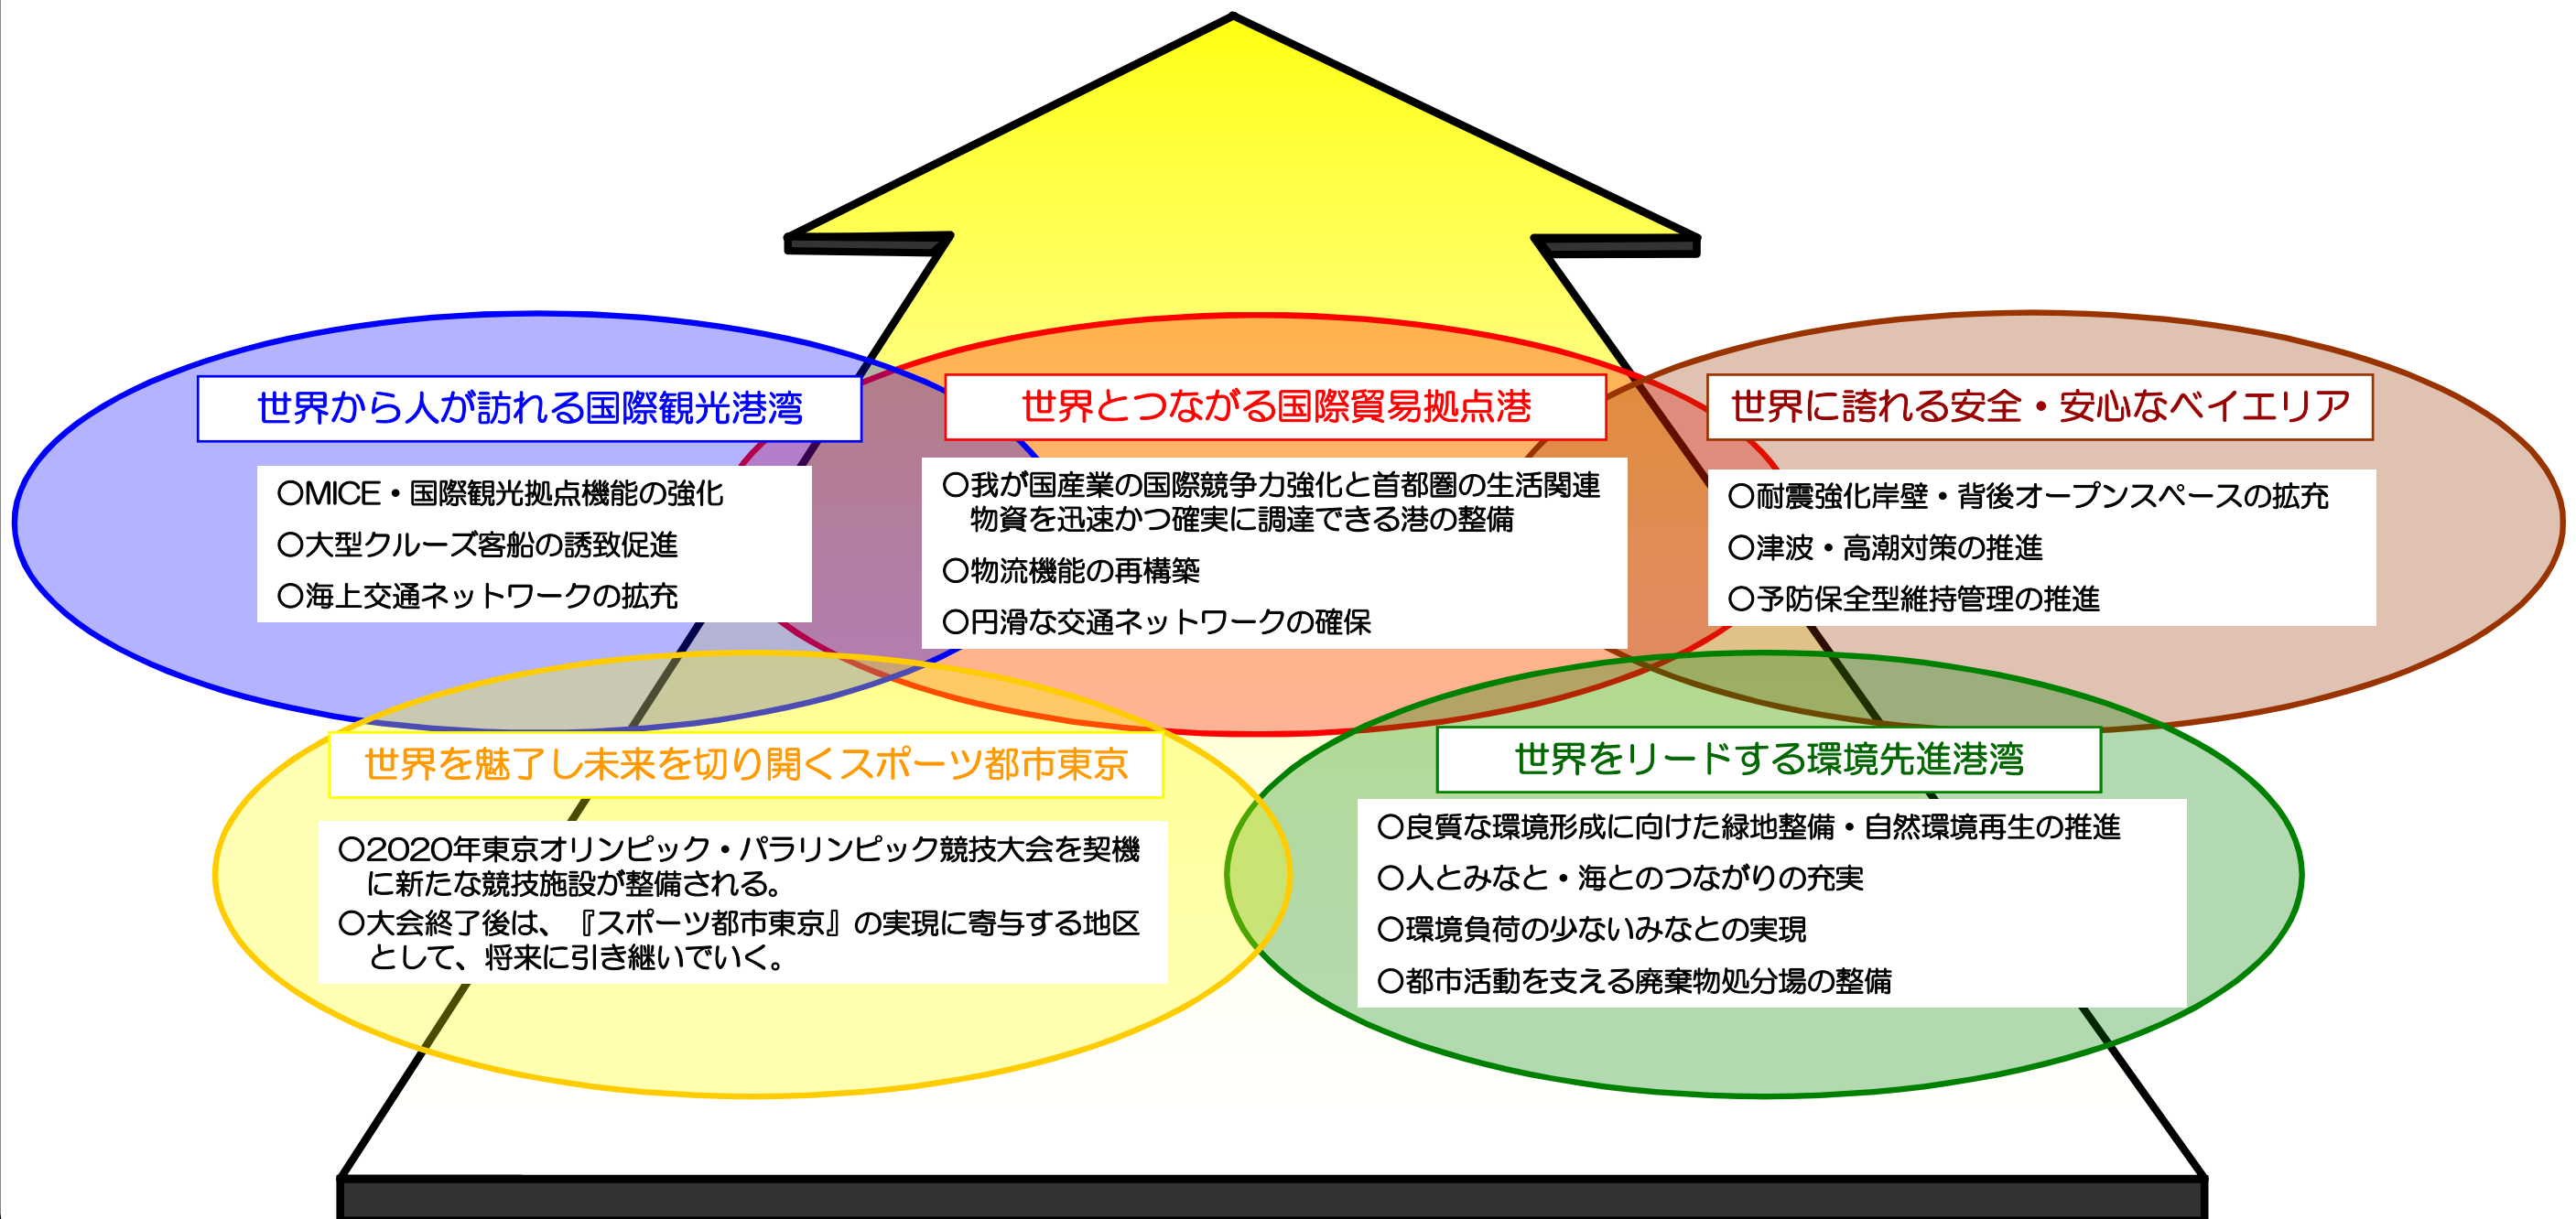 世界から人が訪れる国際観光港湾
〇MICE・国際観光拠点機能の強化
〇大型クルーズ客船の誘致促進
〇海上交通ネットワークの拡充
世界とつながる国際貿易拠点港
〇我が国産業の国際競争力強化と首都圏の生活関連
物資を迅速かつ確実に調達できる港の整備
〇物流機能の再構築
〇円滑な交通ネットワークの確保
世界に誇れる安全・安心なベイエリア
〇耐震強化岸壁・背後オープンスペースの拡充
〇津波・高潮対策の推進
〇予防保全型維持管理の推進
世界を魅了し未来を切り開くスポーツ都市東京
〇2020年東京オリンピック・パラリンピック競技大会を契機
に新たな競技施設が整備される。
〇大会終了後は、『スポーツ都市東京』の実現に寄与する地区
として、将来に引き継いでいく。
世界をリードする環境先進港湾
〇良質な環境形成に向けた緑地整備・自然環境再生の推進
〇人とみなと・海とのつながりの充実
〇環境負荷の少ないみなとの実現
〇都市活動を支える廃棄物処分場の整備